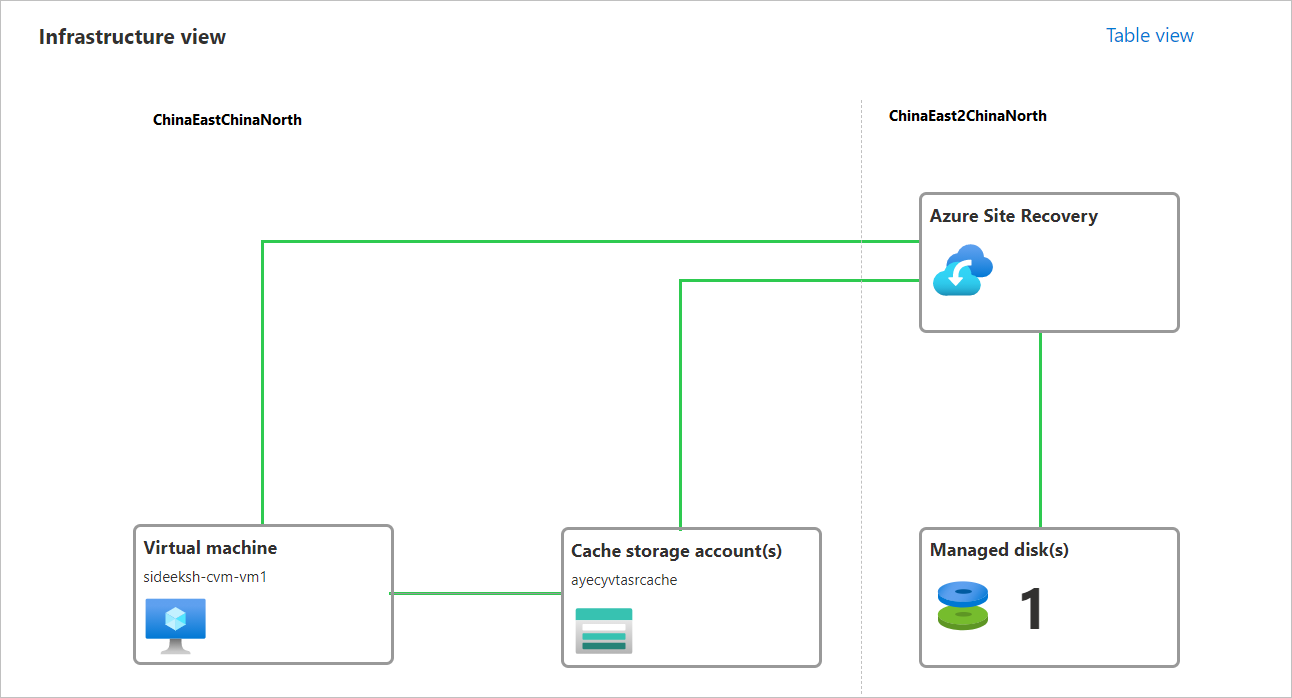 Infrastructure view
Table view
ChinaEastChinaNorth
ChinaEast2ChinaNorth
Azure Site Recovery
Virtual machine
sideeksh-cvm-vm1
Cache storage account(s)
ayecyvtasrcache
Managed disk(s)
1